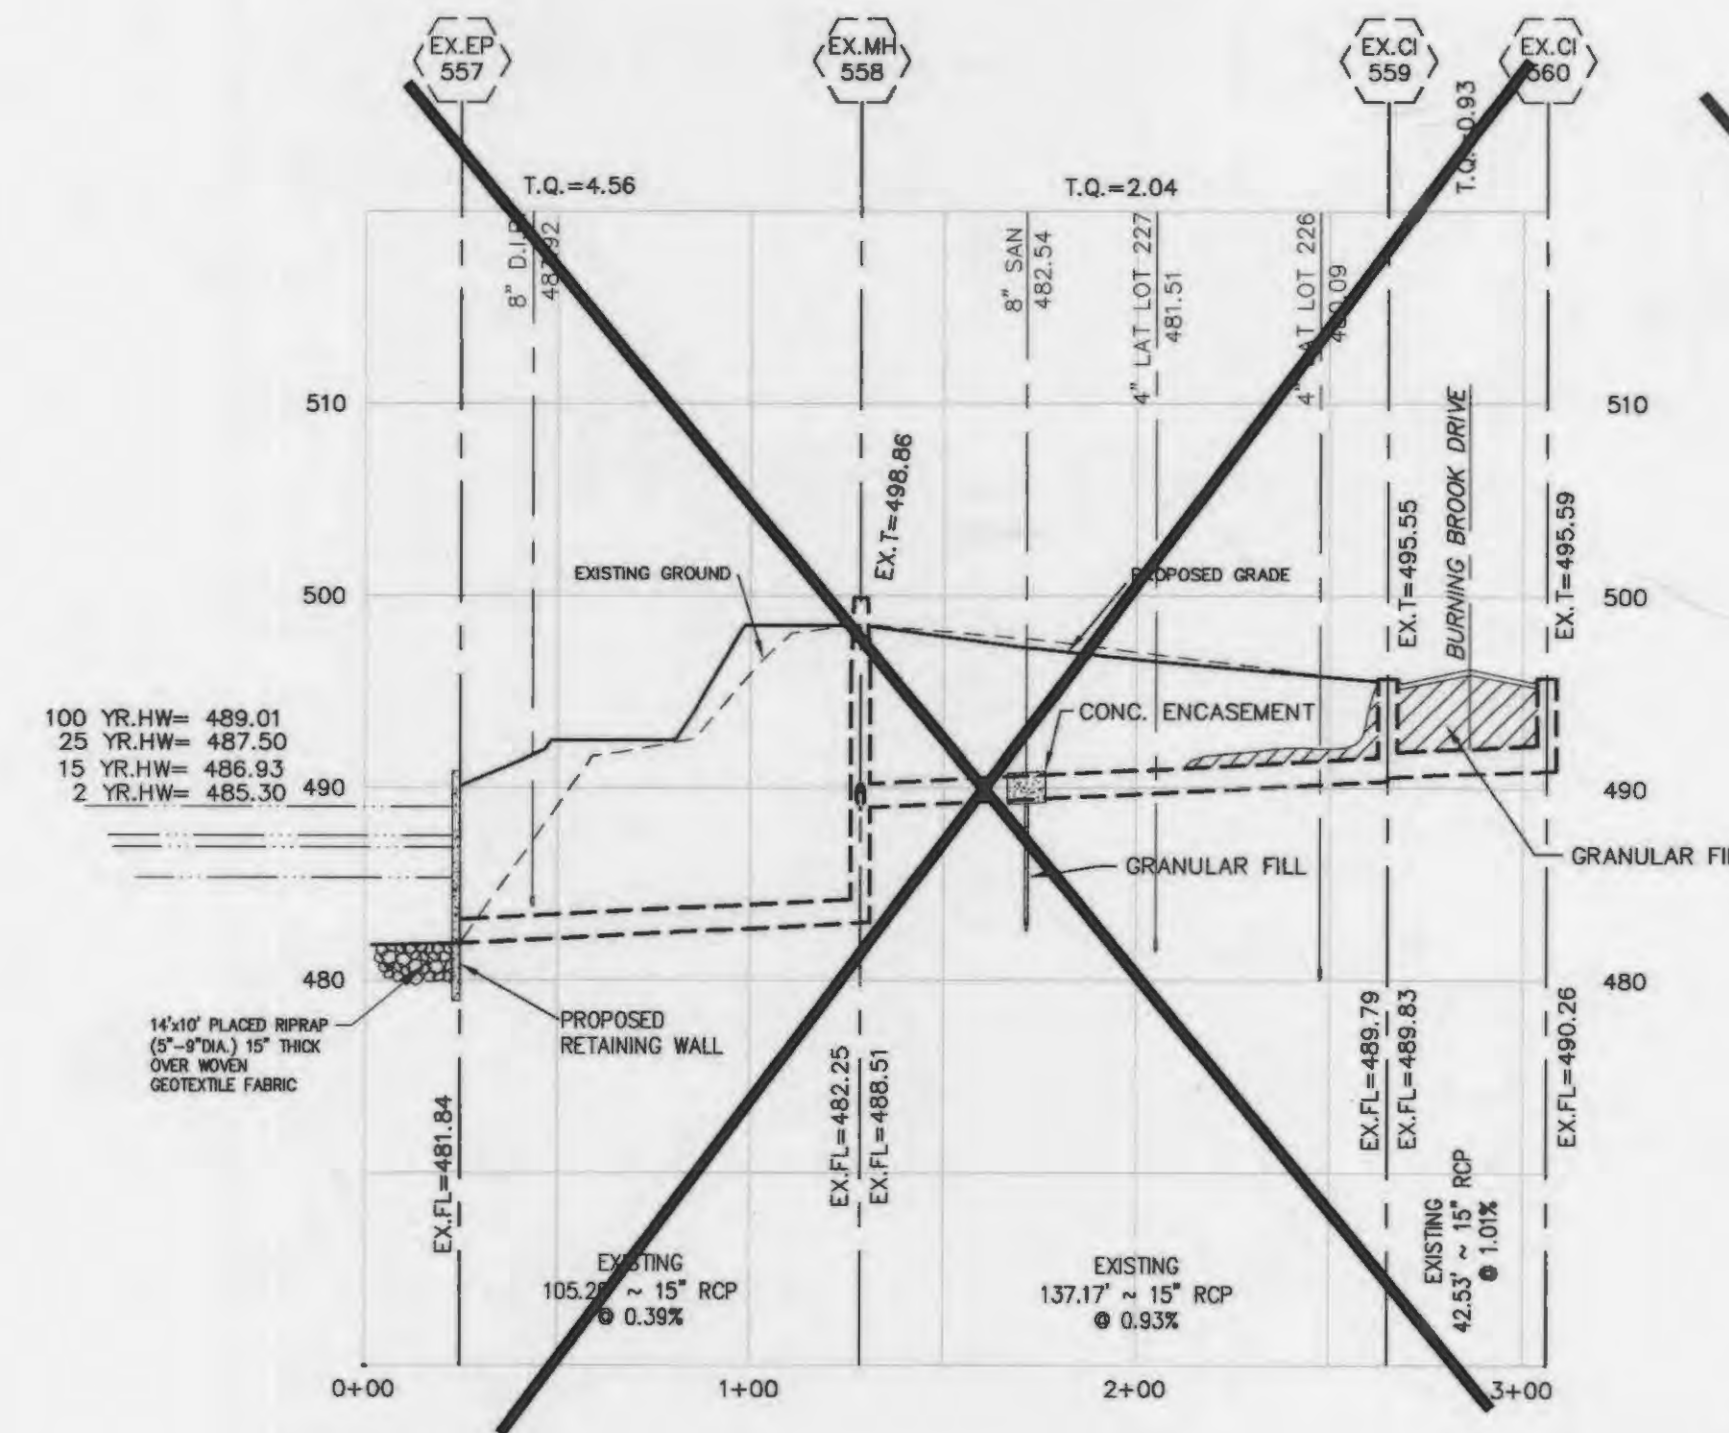 EX.EP
557
EX.MH
558
EX.CI
559
EX.CI
560
T.Q.=4.56
T.Q.=2.04
8" SAN
482.54
4" LAT LOT 227
481.51
LOT 226
510
510
BURNING BROOK DRIVE
EX.T=498.86
EX.T=495.55
EX.T=495.59
EXISTING GROUND
PROPOSED GRADE
500
500
100 YR.HW= 489.01
25 YR.HW= 487.50
15 YR.HW= 486.93
2 YR.HW= 485.30
490
490
CONC. ENCASEMENT
GRANULAR FILL
GRANULAR
480
480
14'x10' PLACED RIPRAP
(5"-9"DIA.) 15" THICK
OVER WOVEN
GEOTEXTILE FABRIC
PROPOSED
RETAINING WALL
EX.FL=481.84
EX.FL=482.25
EX.FL=488.51
EX.FL=489.79
EX.FL=489.83
EX.FL=490.26
EXISTING
~ 15" RCP
@ 0.39%
EXISTING
137.17' ~ 15" RCP
@ 0.93%
EXISTING
42.53' ~ 15" RCP
@ 1.01%
0+00
1+00
2+00
3+00